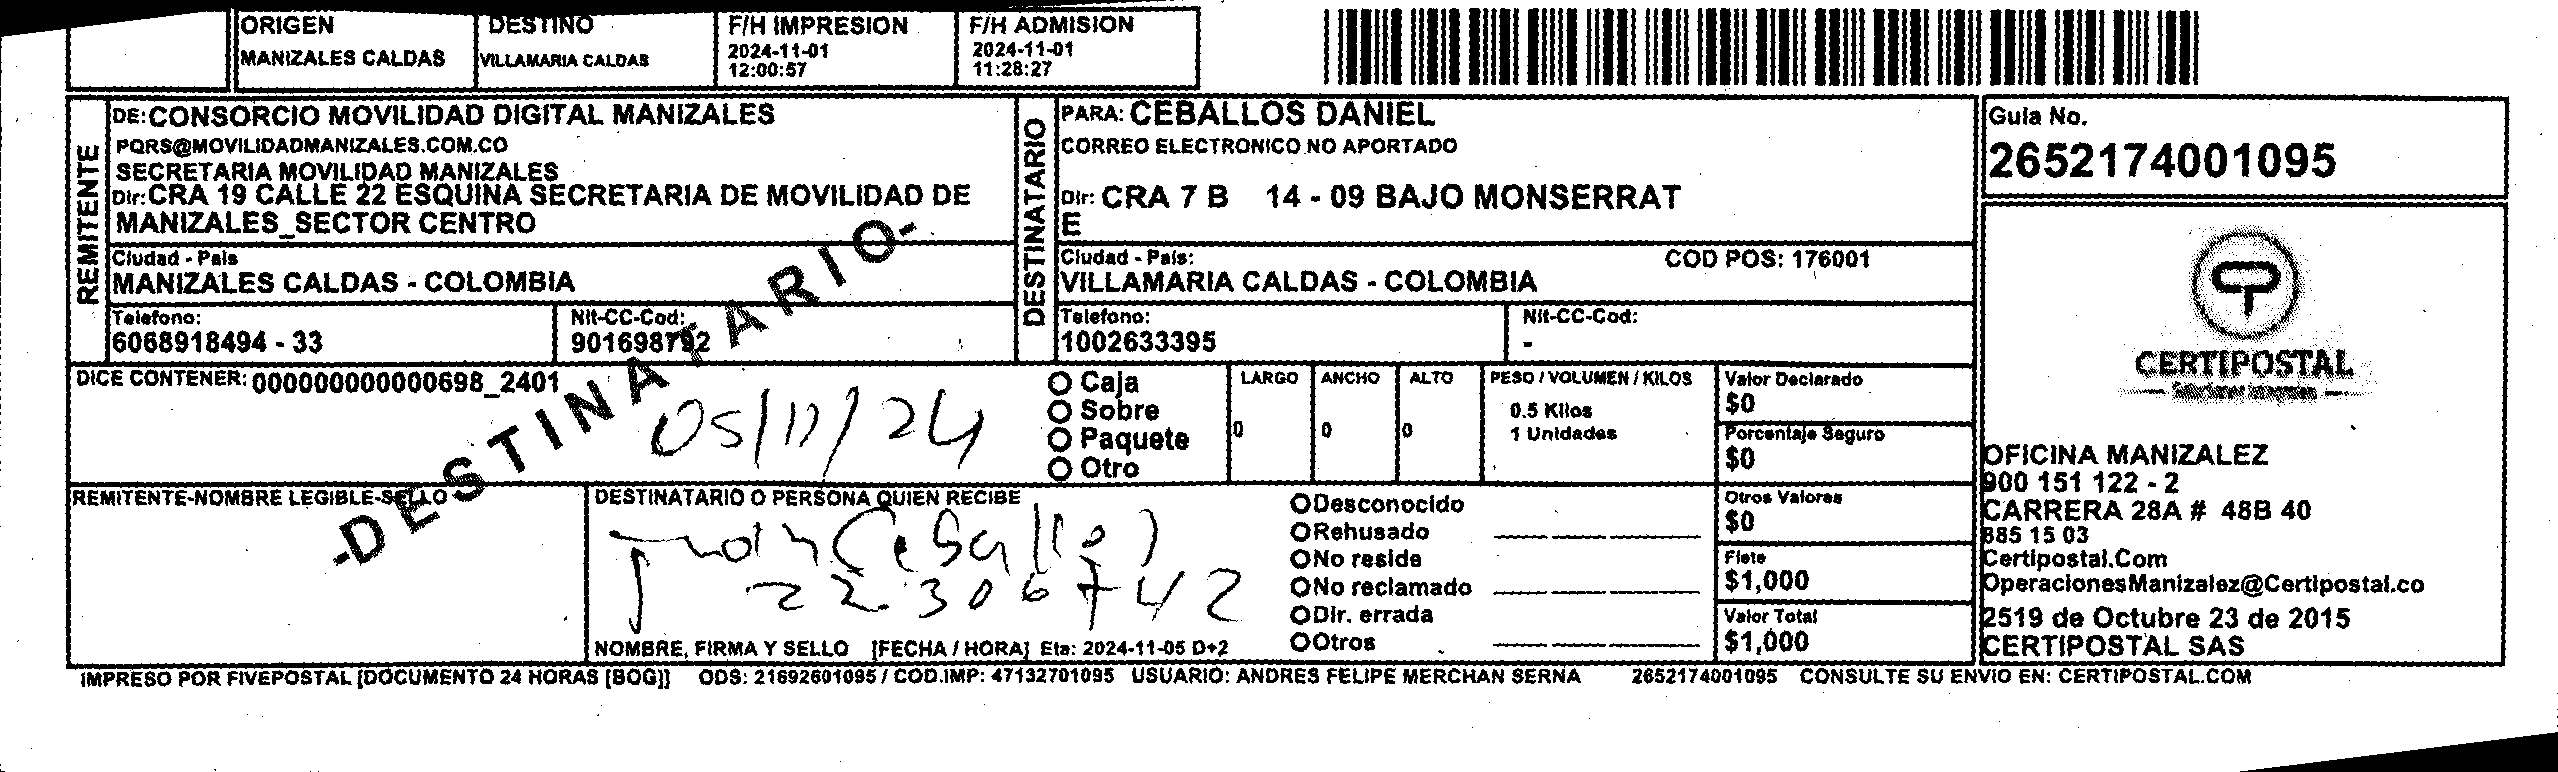 ORIGEN
MANIZALES CALDAS
DESTINO
VILLAMARIA CALDAS
F/H IMPRESION
2024-11-01
12:00:57
F/H ADMISION
2024-11-01
11:28:27
REMITENTE
DE: CONSORCIO MOVILIDAD DIGITAL MANIZALES
PQRS@MOVILIDADMANIZALES.COM.CO
SECRETARIA MOVILIDAD MANIZALES
Dir: CRA 19 CALLE 22 ESQUINA SECRETARIA DE MOVILIDAD DE
MANIZALES_SECTOR CENTRO
Ciudad - Pais
MANIZALES CALDAS - COLOMBIA
Telefono:
6068918494 - 33
Nit-CC-Cod:
901698792
DESTINATARIO
PARA: CEBALLOS DANIEL
CORREO ELECTRONICO NO APORTADO
Dir: CRA 7 B 14 - 09 BAJO MONSERRAT
E
Ciudad - Pais:
COD POS: 176001
VILLAMARIA CALDAS - COLOMBIA
Telefono:
1002633395
Nit-CC-Cod:
-
Guia No.
2652174001095
CERTIPOSTAL
OFICINA MANIZALEZ
900 151 122 - 2
CARRERA 28A # 48B 40
885 15 03
Certipostal.Com
OperacionesManizalez@Certipostal.co
2519 de Octubre 23 de 2015
CERTIPOSTAL SAS
DICE CONTENER: 000000000000698_2401
-DESTINATARIO-
05/11/24
Caja
Sobre
Paquete
Otro
LARGO
0
ANCHO
0
ALTO
0
PESO / VOLUMEN / KILOS
0.5 Kilos
1 Unidades
Valor Declarado
$0
Porcentaje Seguro
$0
Otros Valores
$0
Flete
$1,000
Valor Total
$1,000
REMITENTE-NOMBRE LEGIBLE-SELLO
DESTINATARIO O PERSONA QUIEN RECIBE
Ceballos
22306742
NOMBRE, FIRMA Y SELLO [FECHA / HORA] Eta: 2024-11-05 D+2
Desconocido
Rehusado
No reside
No reclamado
Dir. errada
Otros
IMPRESO POR FIVEPOSTAL [DOCUMENTO 24 HORAS [BOG]] ODS: 21692601095 / COD.IMP: 47132701095 USUARIO: ANDRES FELIPE MERCHAN SERNA 2652174001095 CONSULTE SU ENVIO EN: CERTIPOSTAL.COM